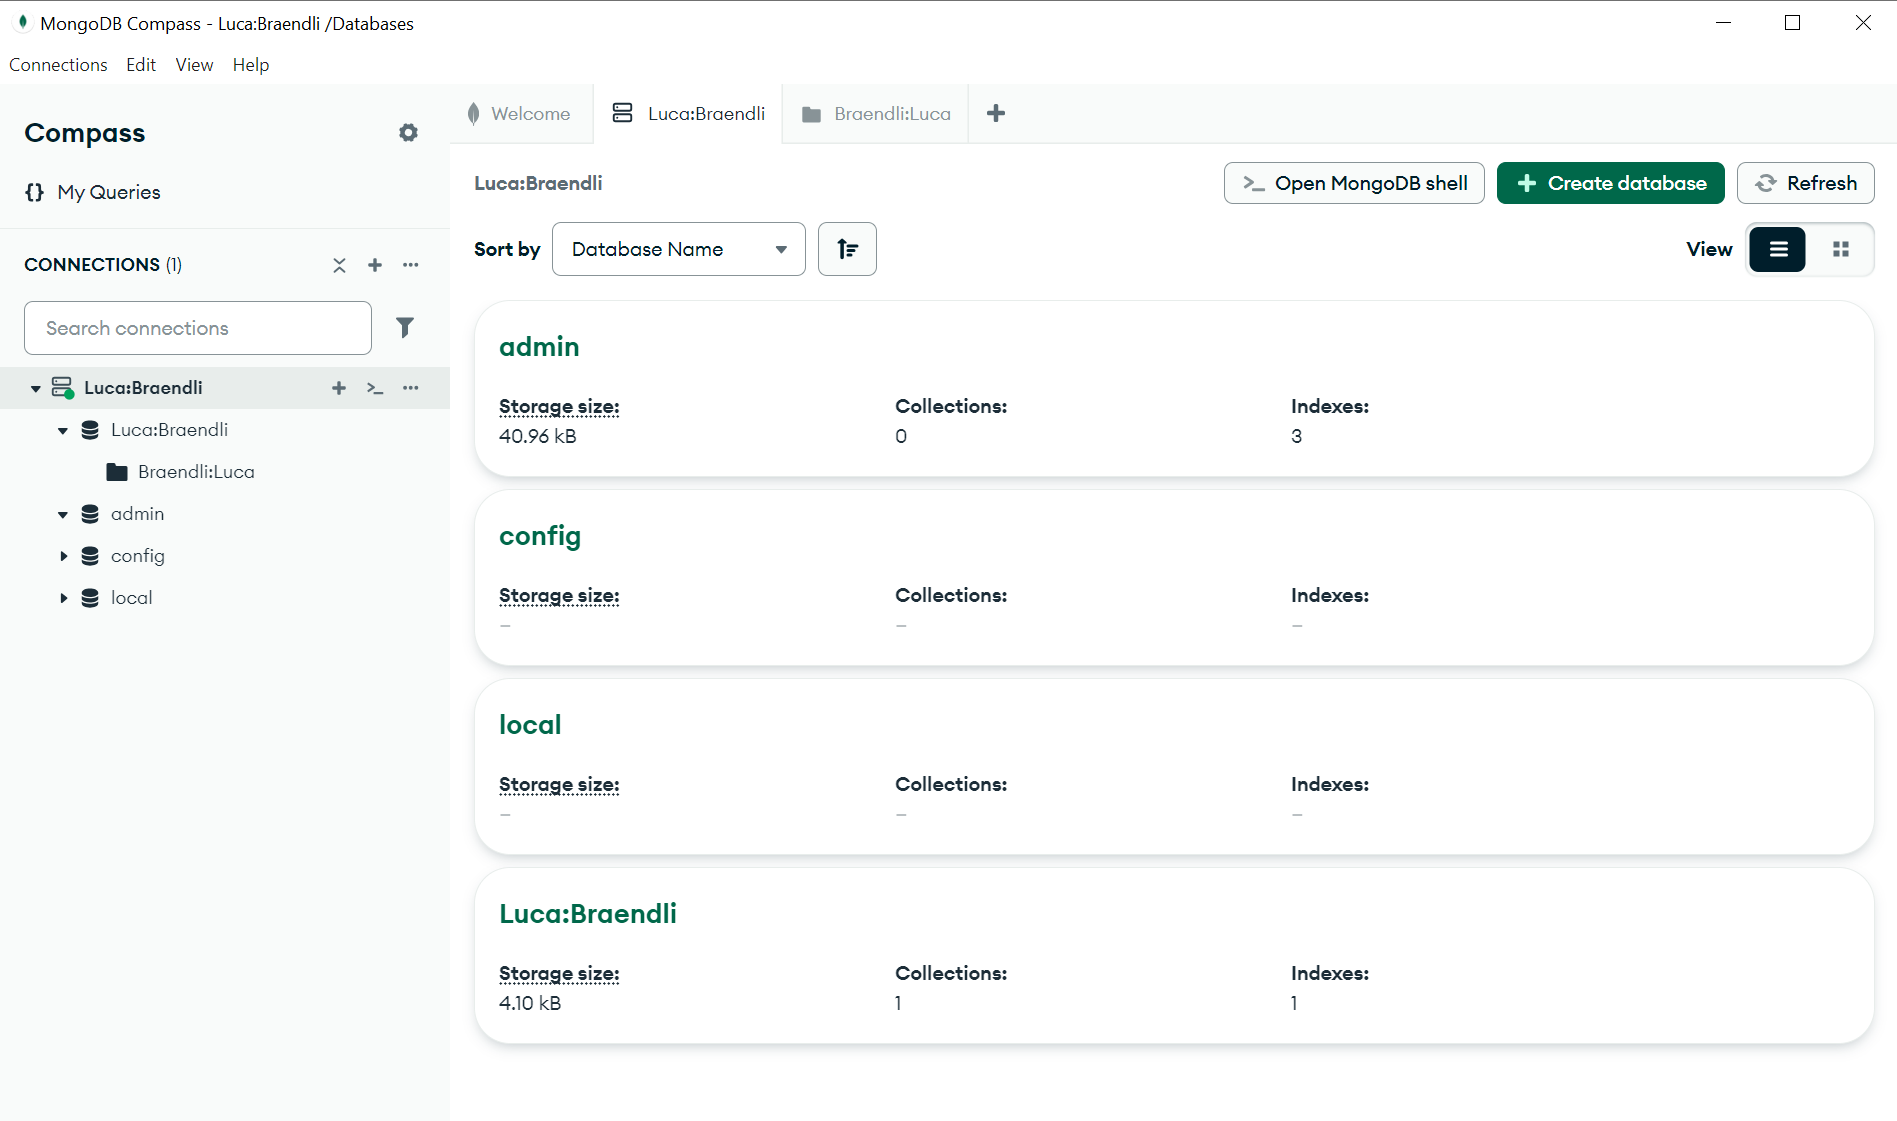 MongoDB Compass - Luca:Braendli /Databases
Connections Edit View Help
Compass
{} My Queries
CONNECTIONS (1)
Search connections
Luca:Braendli
Luca:Braendli
Braendli:Luca
admin
config
local
Welcome Luca:Braendli Braendli:Luca
Luca:Braendli
>_ Open MongoDB shell + Create database Refresh
Sort by Database Name View
admin
Storage size: Collections: Indexes:
40.96 kB 0 3
config
Storage size: Collections: Indexes:
– – –
local
Storage size: Collections: Indexes:
– – –
Luca:Braendli
Storage size: Collections: Indexes:
4.10 kB 1 1